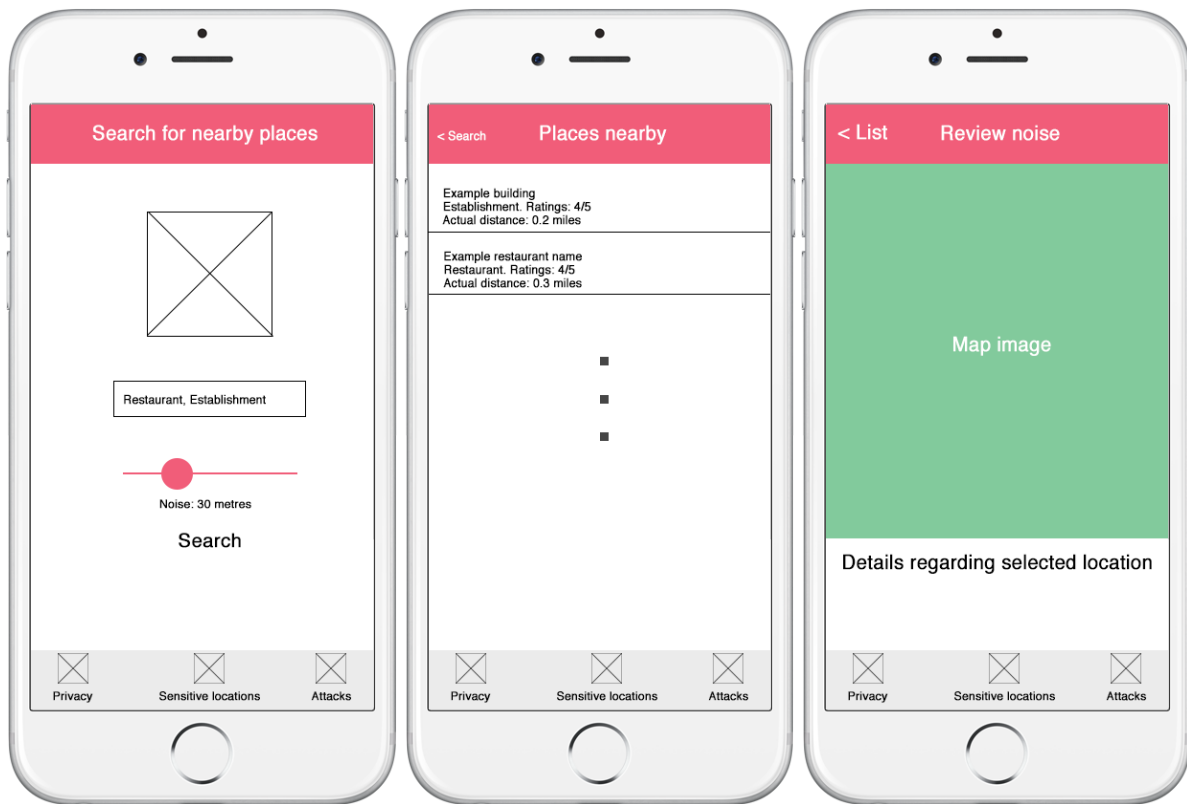 Search for nearby places
Restaurant, Establishment
Noise: 30 metres
Search
Privacy
Sensitive locations
Attacks
< Search
Places nearby
Example building
Establishment. Ratings: 4/5
Actual distance: 0.2 miles
Example restaurant name
Restaurant. Ratings: 4/5
Actual distance: 0.3 miles
Privacy
Sensitive locations
Attacks
< List
Review noise
Map image
Details regarding selected location
Privacy
Sensitive locations
Attacks